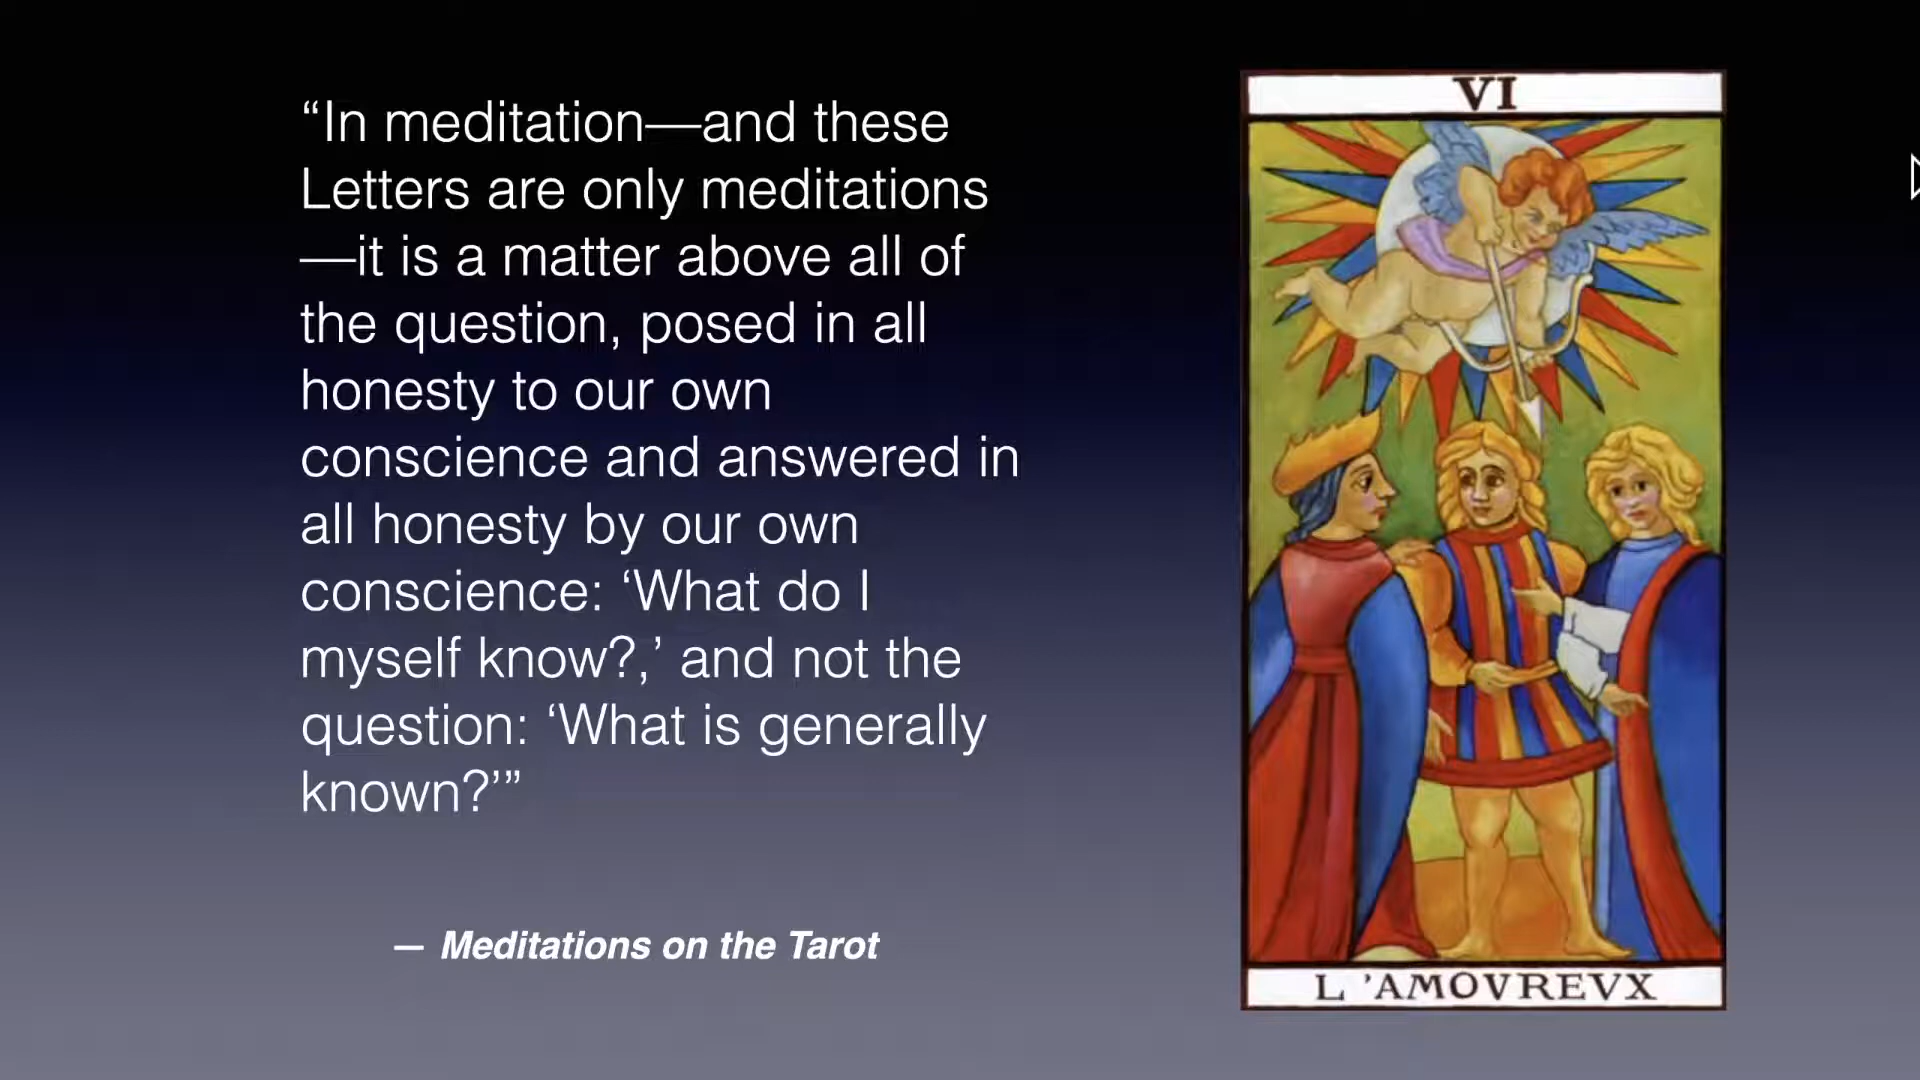 “In meditation—and these
Letters are only meditations
—it is a matter above all of
the question, posed in all
honesty to our own
conscience and answered in
all honesty by our own
conscience: ‘What do I
myself know?,’ and not the
question: ‘What is generally
known?’”
— Meditations on the Tarot
VI
L 'AMOVREVX